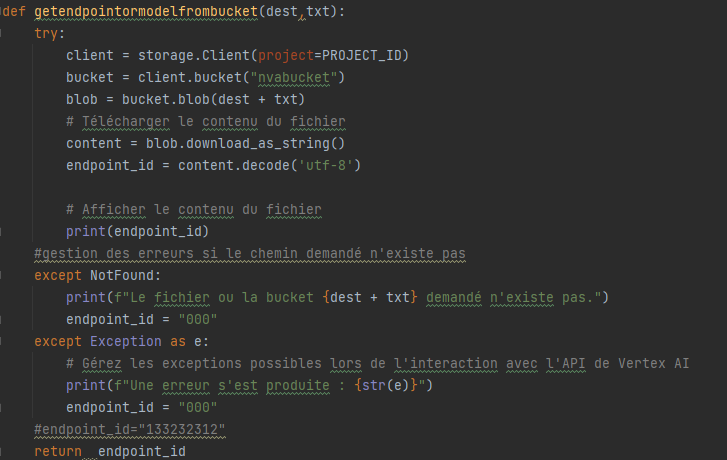 def getendpointormodelfrombucket(dest,txt):
    try:
        client = storage.Client(project=PROJECT_ID)
        bucket = client.bucket("nvabucket")
        blob = bucket.blob(dest + txt)
        # Télécharger le contenu du fichier
        content = blob.download_as_string()
        endpoint_id = content.decode('utf-8')

        # Afficher le contenu du fichier
        print(endpoint_id)
    #gestion des erreurs si le chemin demandé n'existe pas
    except NotFound:
        print(f"Le fichier ou la bucket {dest + txt} demandé n'existe pas.")
        endpoint_id = "000"
    except Exception as e:
        # Gérez les exceptions possibles lors de l'interaction avec l'API de Vertex AI
        print(f"Une erreur s'est produite : {str(e)}")
        endpoint_id = "000"
    #endpoint_id="133232312"
    return  endpoint_id